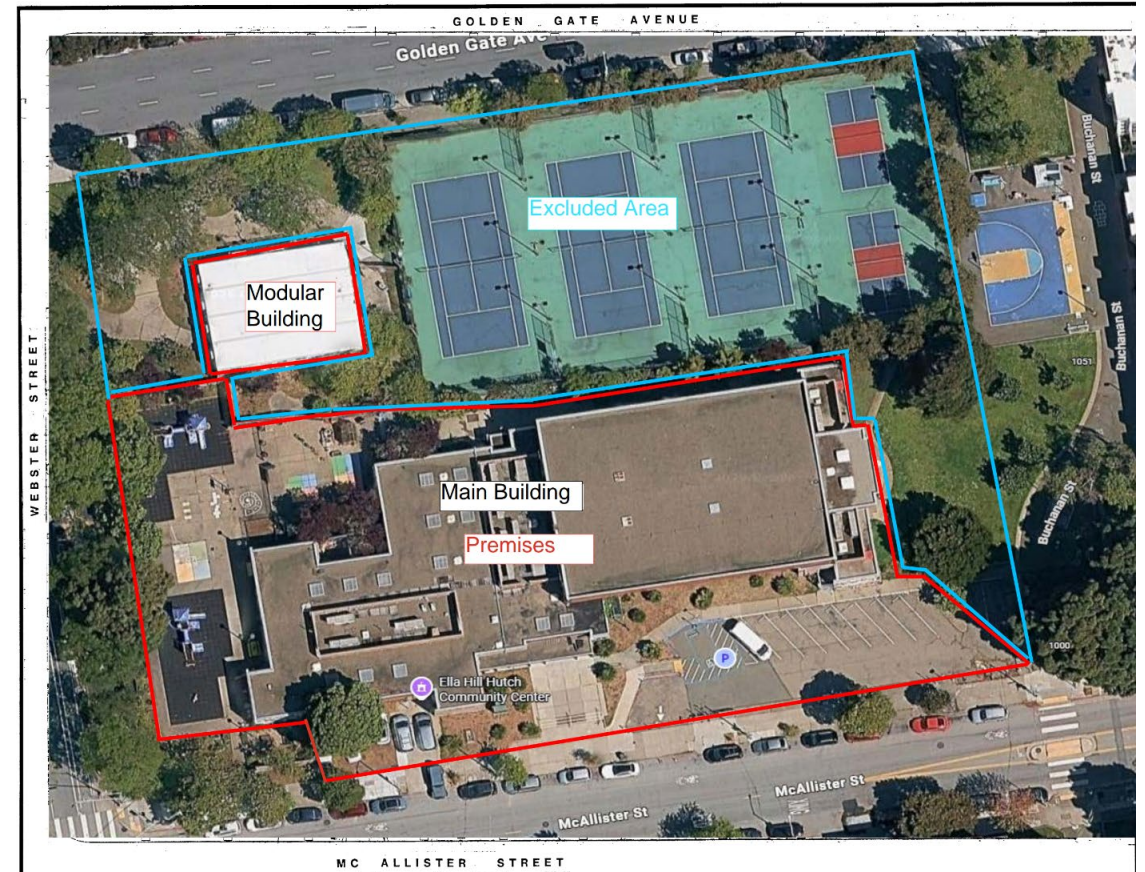 GOLDEN GATE AVENUE
Golden Gate Ave
Buchanan St
Excluded Area
Modular
Building
Buchanan St
1051
WEBSTER STREET
Main Building
Premises
Buchanan St
P
1000
Ella Hill Hutch
Community Center
McAllister St
McAllister St
MC ALLISTER STREET